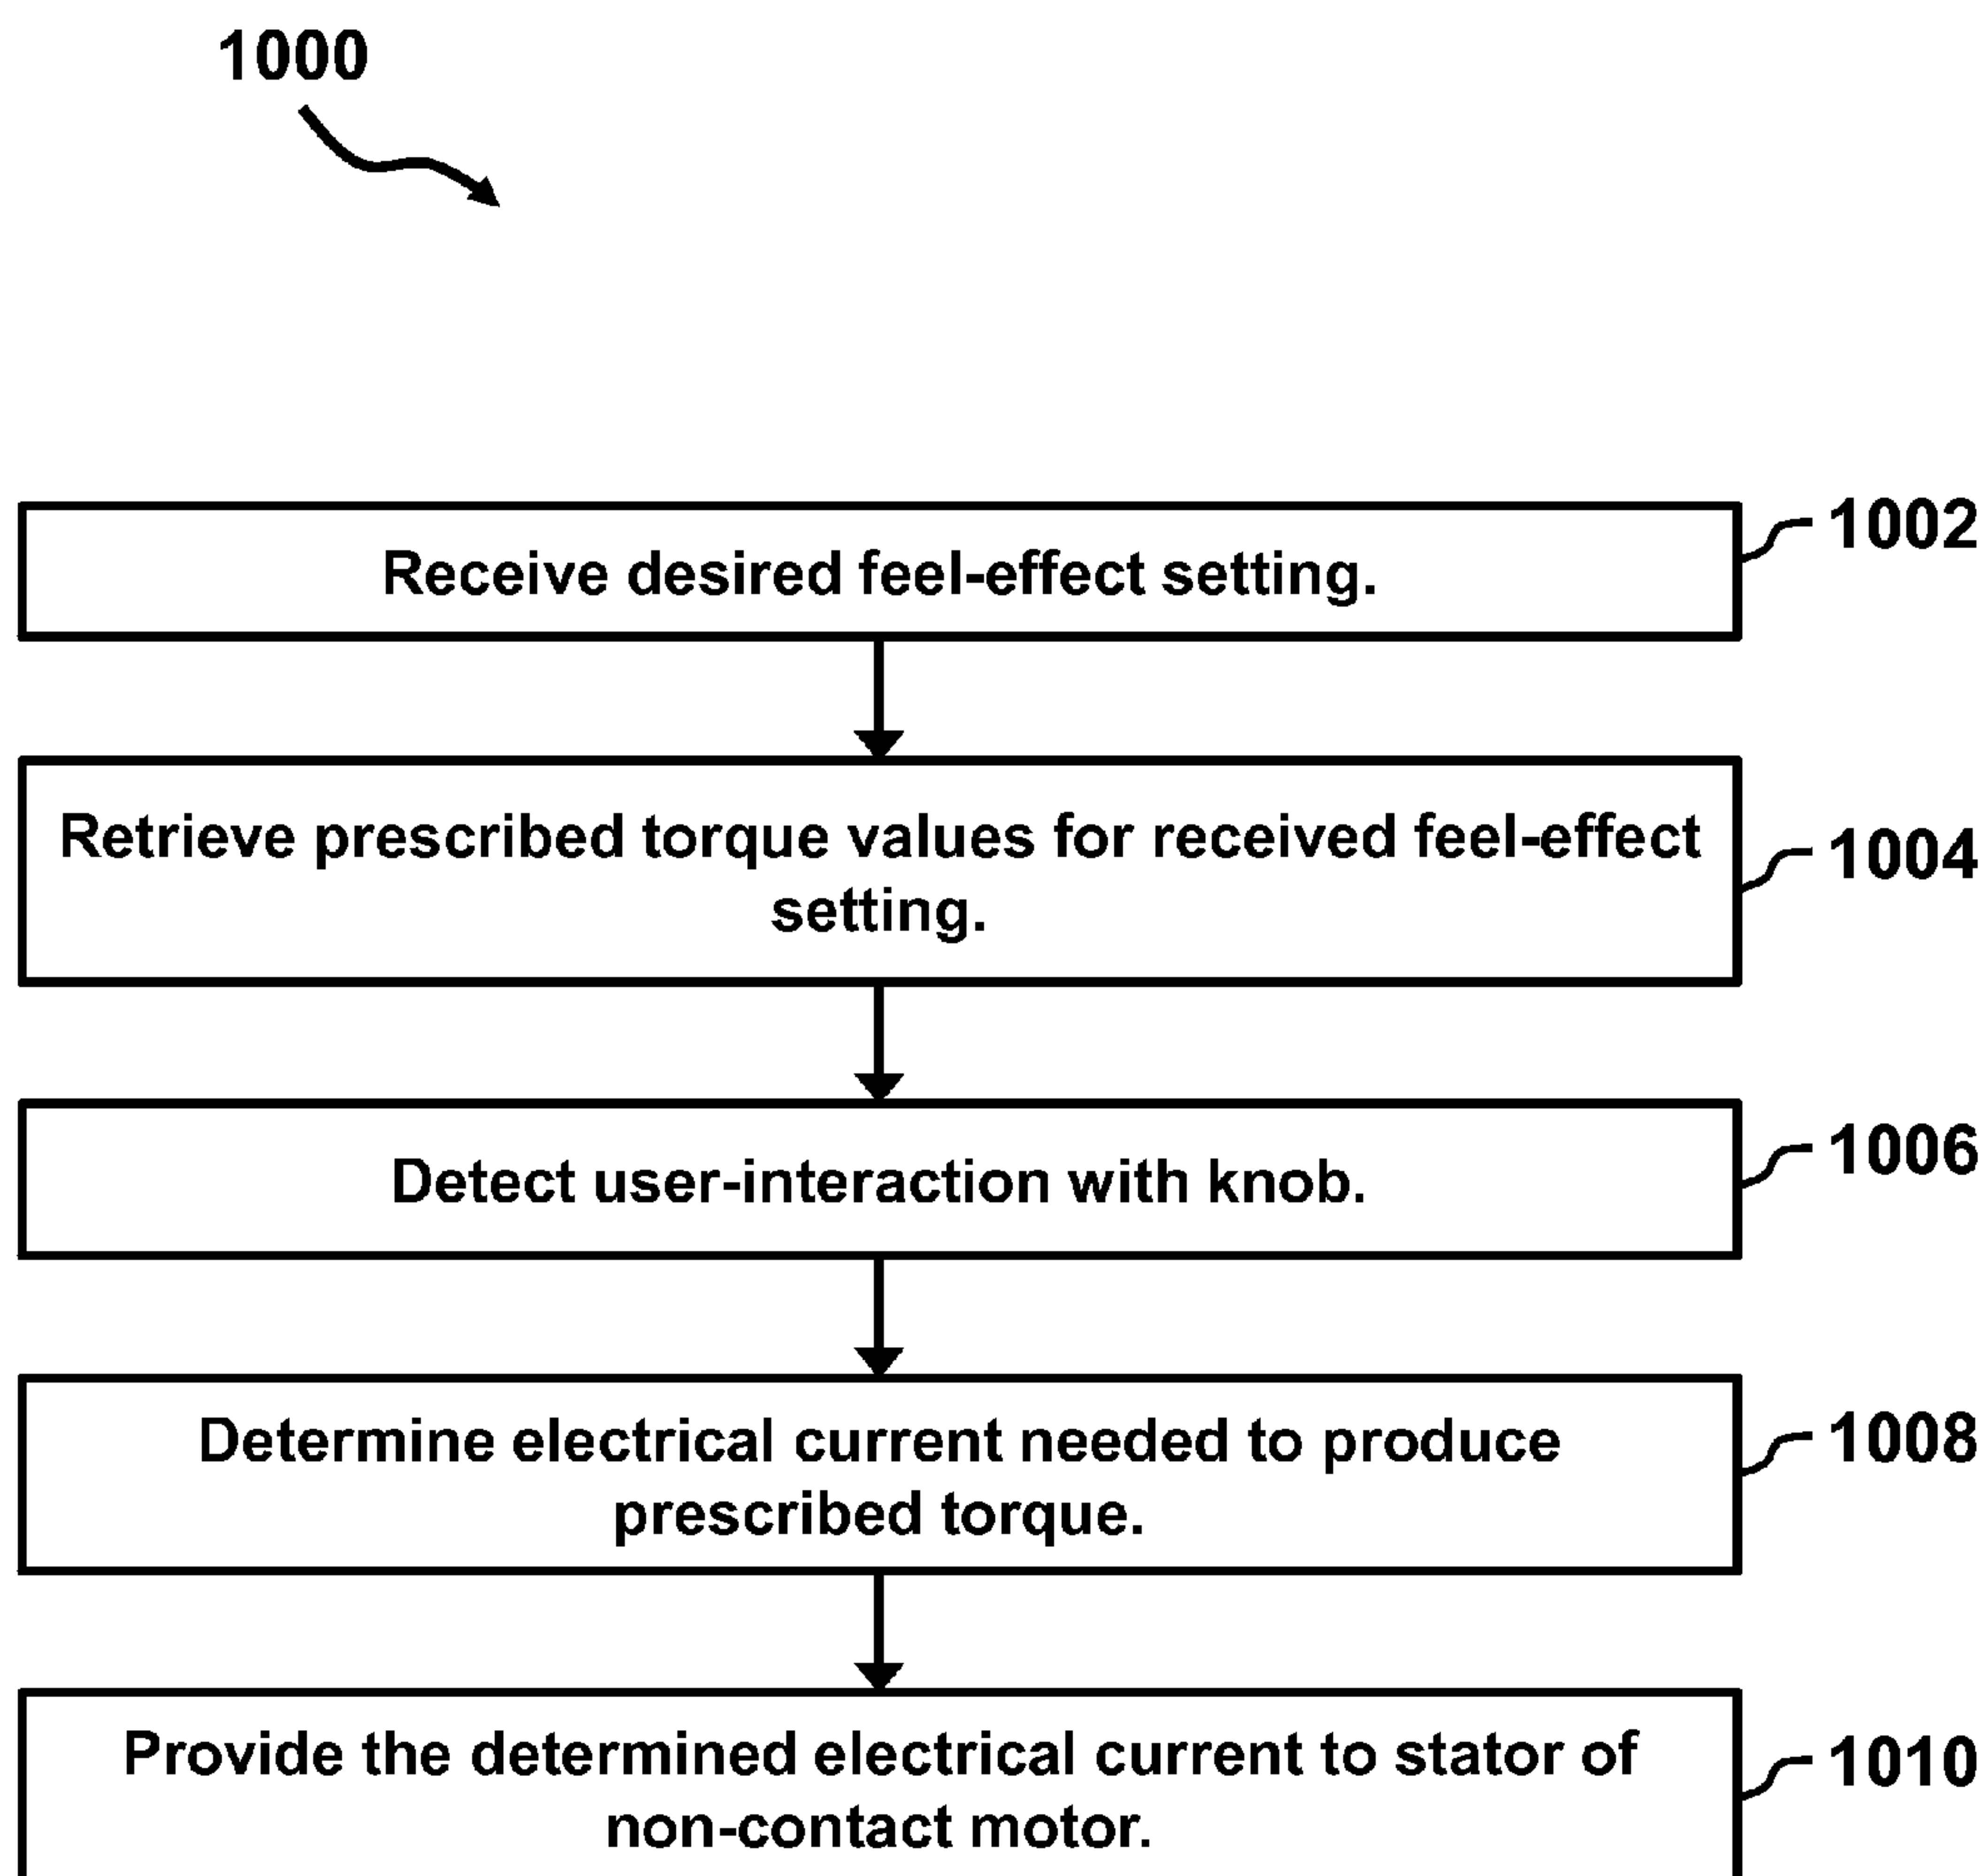 1000
Receive desired feel-effect setting.
1002
Retrieve prescribed torque values for received feel-effect
setting.
1004
Detect user-interaction with knob.
1006
Determine electrical current needed to produce
prescribed torque.
1008
Provide the determined electrical current to stator of
non-contact motor.
1010